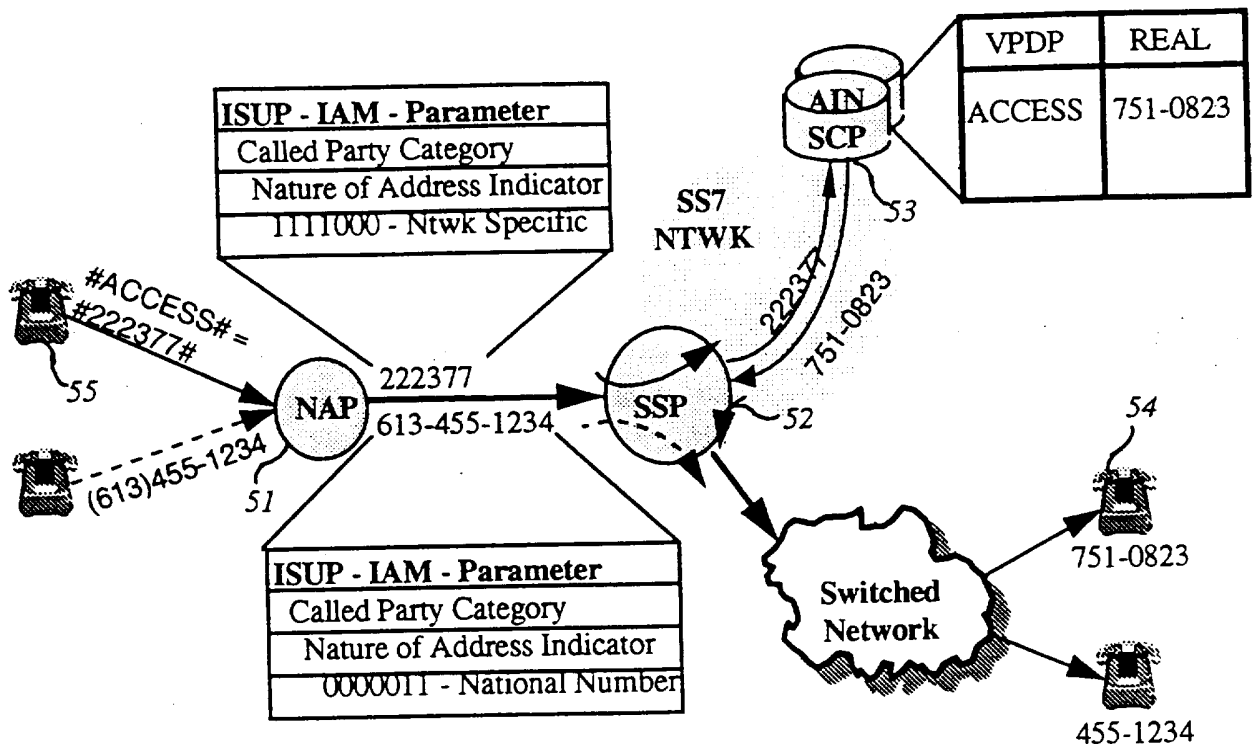 VPDP REAL
ACCESS 751-0823
AIN
SCP
53
ISUP - IAM - Parameter
Called Party Category
Nature of Address Indicator
1111000 - Ntwk Specific
SS7
NTWK
222377
751-0823
#ACCESS# =
#222377#
55
(613)455-1234
NAP
51
222377
613-455-1234
SSP
52
ISUP - IAM - Parameter
Called Party Category
Nature of Address Indicator
0000011 - National Number
Switched
Network
54
751-0823
455-1234